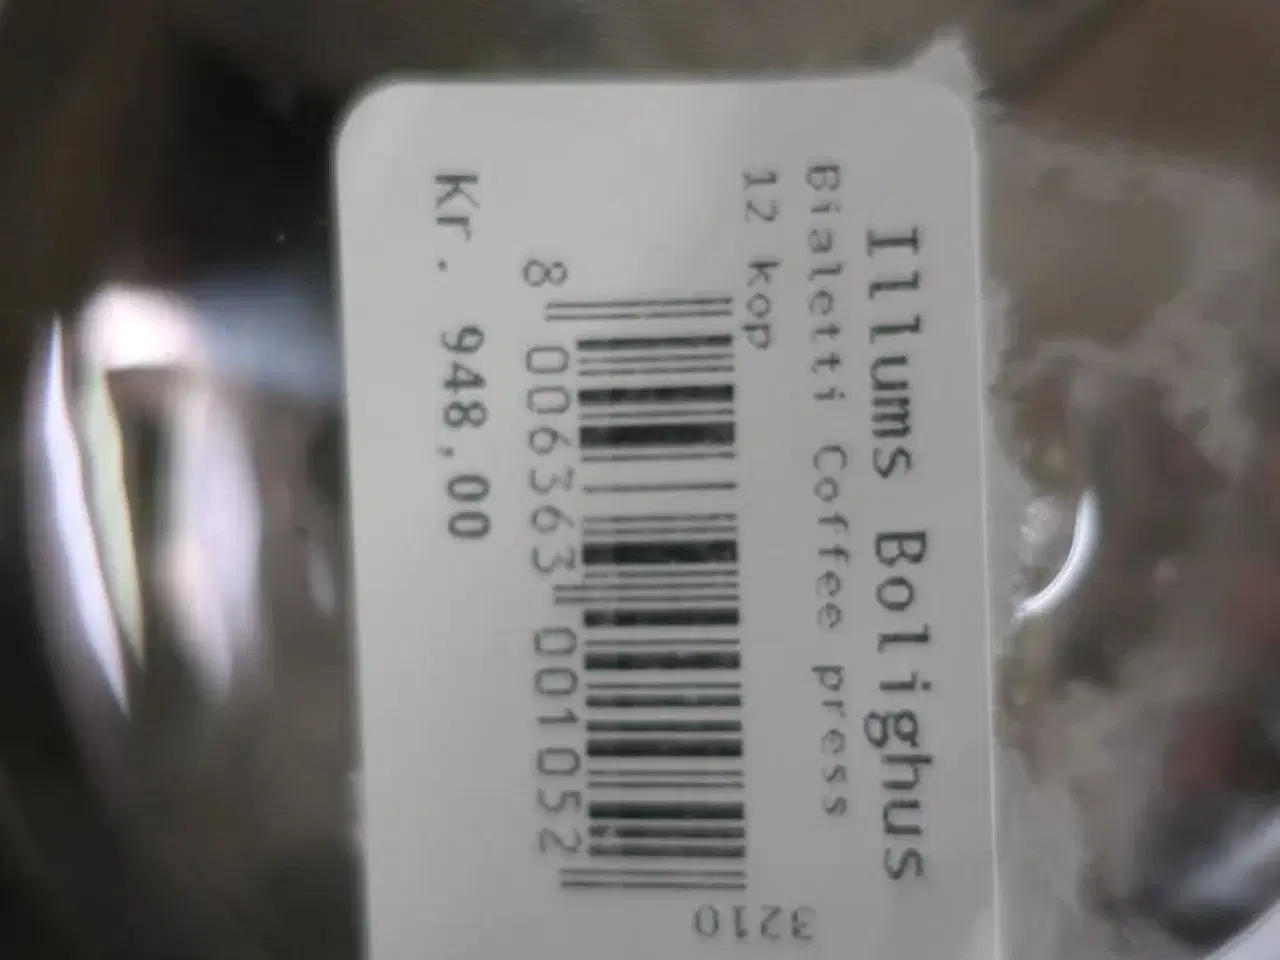 Illums Bolighus
Bialetti Coffee press
12 kop
8 006363 001052
Kr. 948,00
3210